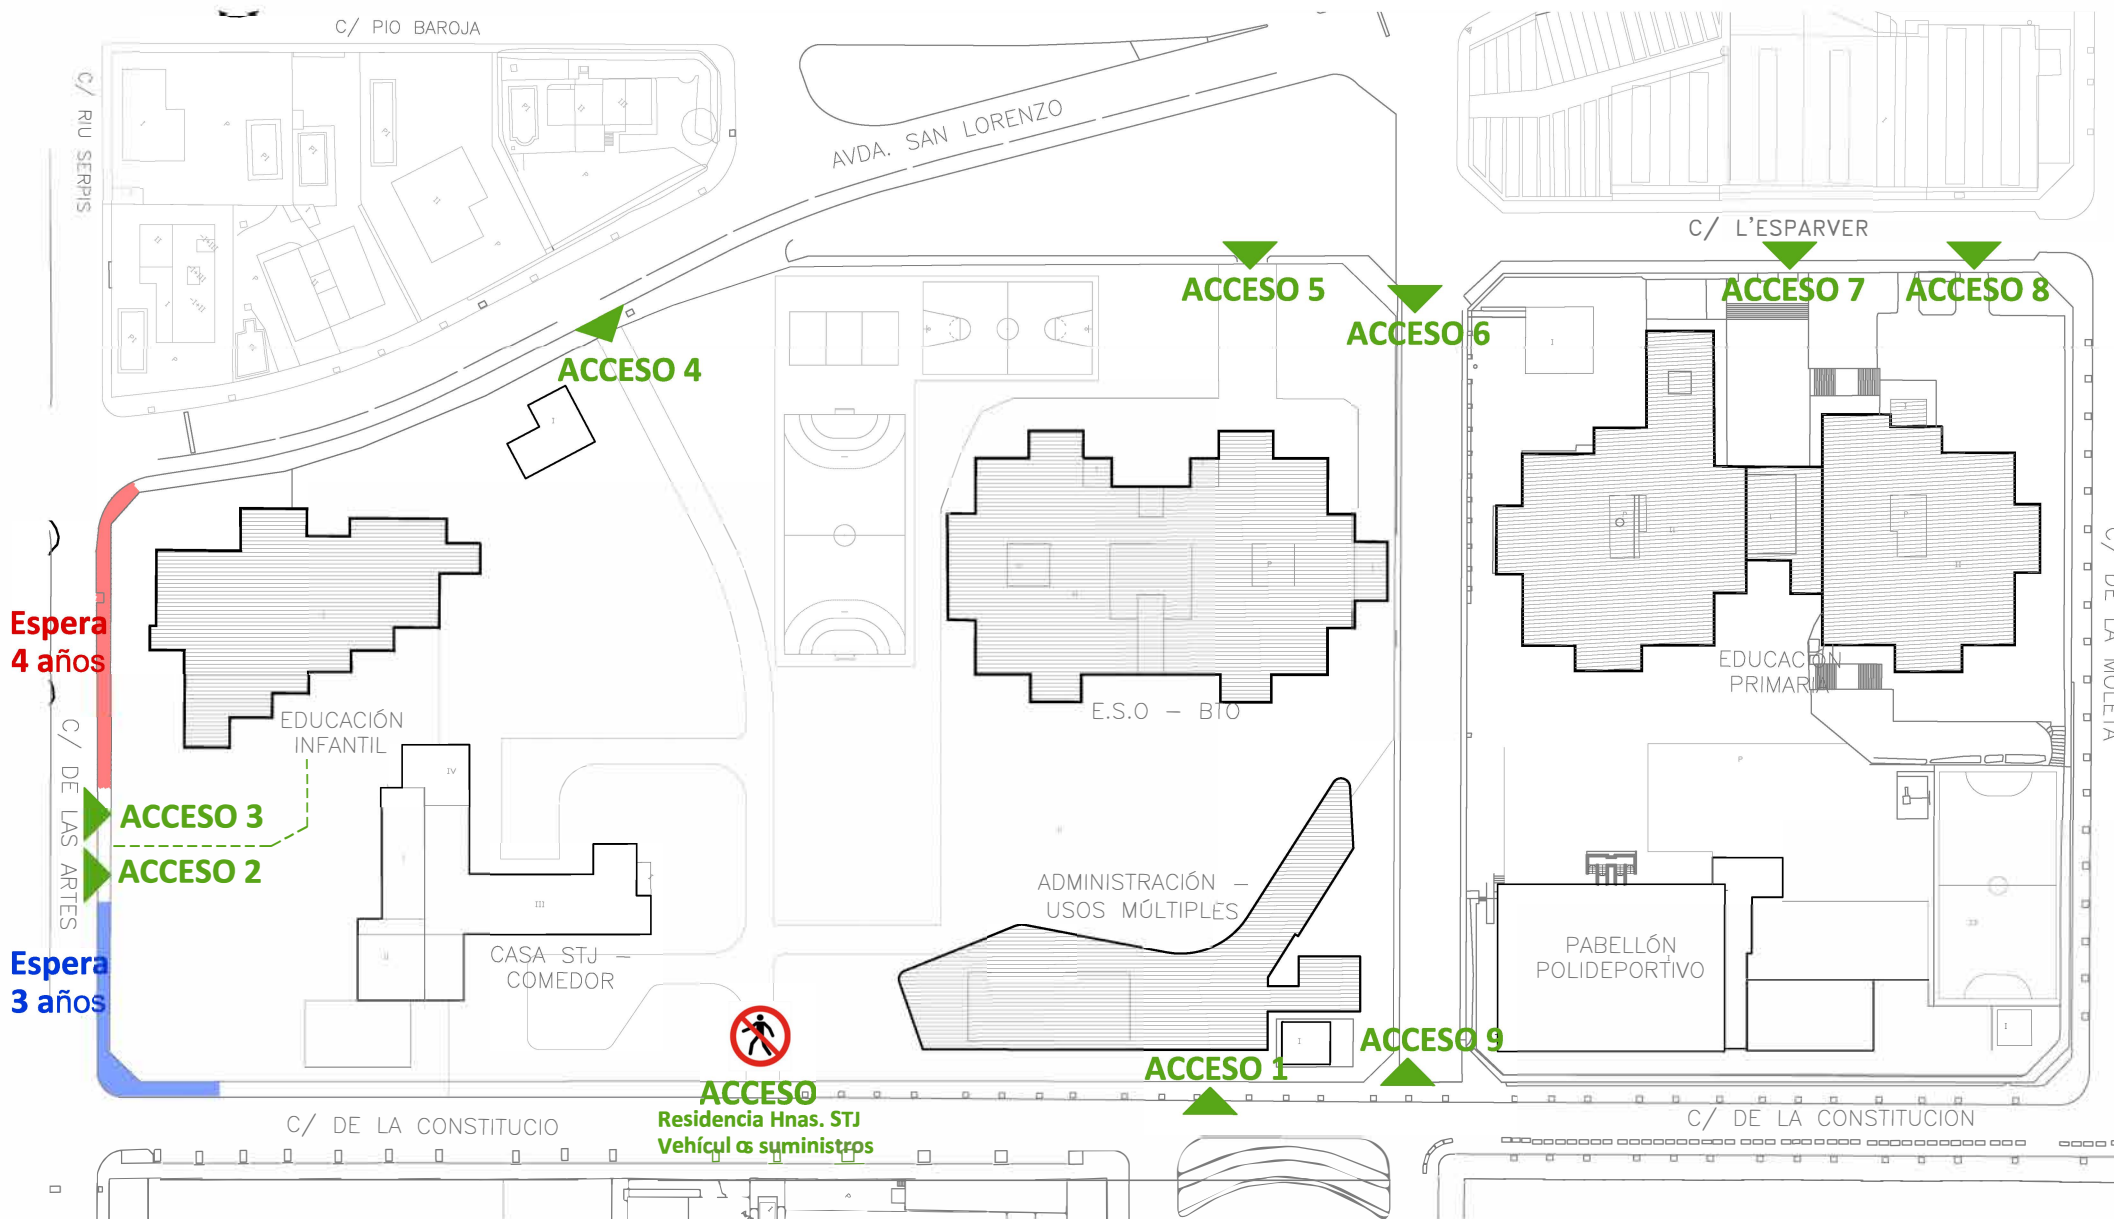 C/ PIO BAROJA
C/ RIU SERPIS
AVDA. SAN LORENZO
C/ L'ESPARVER
ACCESO 5
ACCESO 6
ACCESO 7
ACCESO 8
ACCESO 4
Espera
4 años
EDUCACIÓN
INFANTIL
E.S.O – BTO
EDUCACIÓN
PRIMARIA
C/ DE LA MOLETA
C/ DE LAS ARTES
ACCESO 3
ACCESO 2
ADMINISTRACIÓN –
USOS MÚLTIPLES
Espera
3 años
CASA STJ –
COMEDOR
PABELLÓN
POLIDEPORTIVO
ACCESO 9
ACCESO 1
ACCESO
Residencia Hnas. STJ
Vehículos suministros
C/ DE LA CONSTITUCIO
C/ DE LA CONSTITUCION